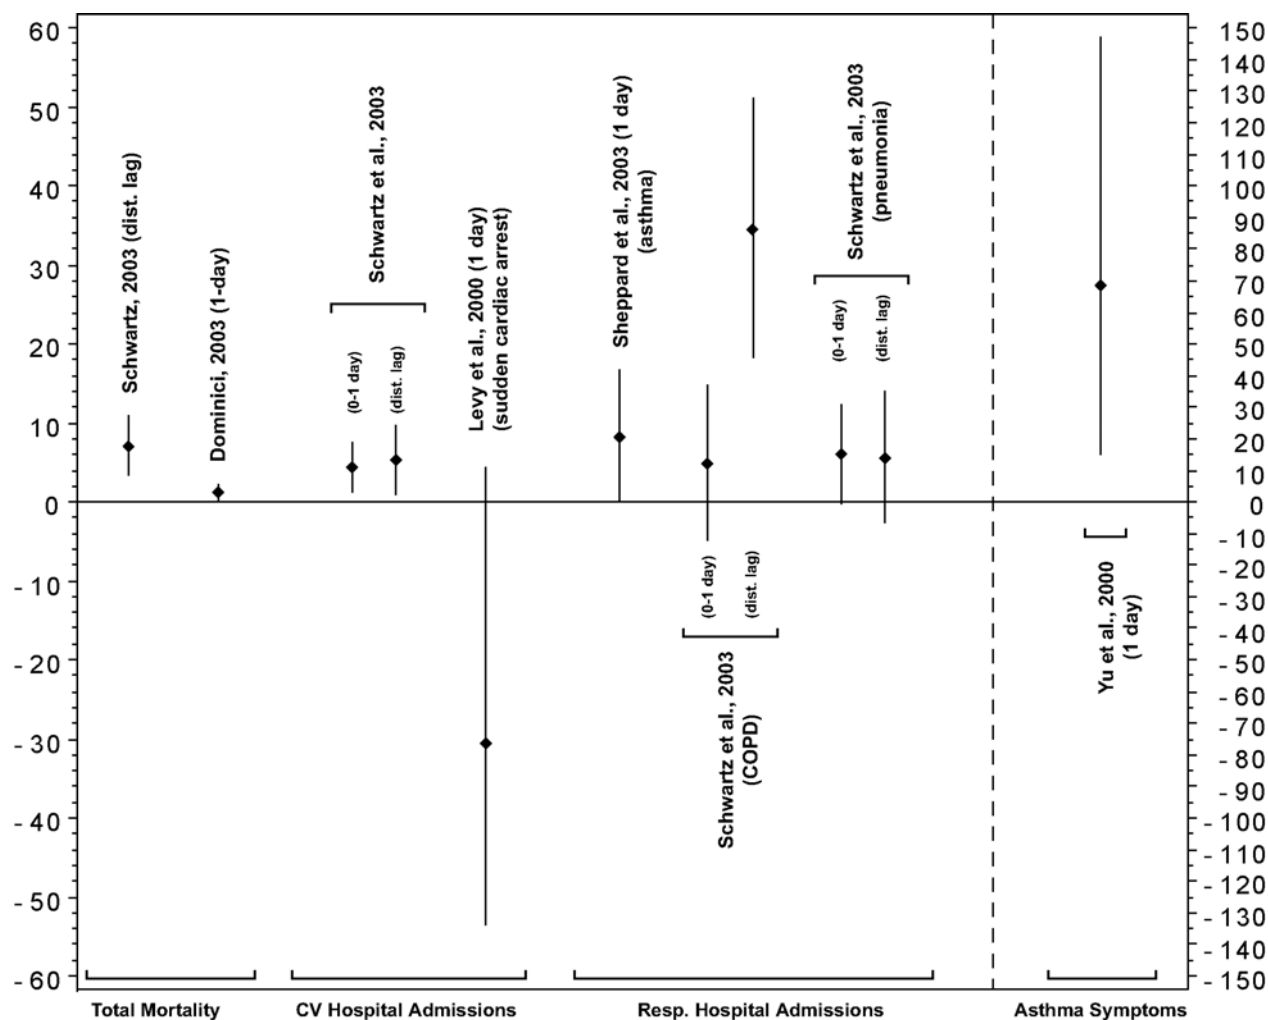 60
50
40
30
20
10
0
- 10
- 20
- 30
- 40
- 50
- 60
Schwartz, 2003 (dist. lag)
Dominici, 2003 (1-day)
Schwartz et al., 2003
(0-1 day)
(dist. lag)
Levy et al., 2000 (1 day)
(sudden cardiac arrest)
Sheppard et al., 2003 (1 day)
(asthma)
(0-1 day)
(dist. lag)
Schwartz et al., 2003
(COPD)
Schwartz et al., 2003
(pneumonia)
(0-1 day)
(dist. lag)
Yu et al., 2000
(1 day)
150
140
130
120
110
100
90
80
70
60
50
40
30
20
10
0
- 10
- 20
- 30
- 40
- 50
- 60
- 70
- 80
- 90
- 100
- 110
- 120
- 130
- 140
- 150
Total Mortality
CV Hospital Admissions
Resp. Hospital Admissions
Asthma Symptoms